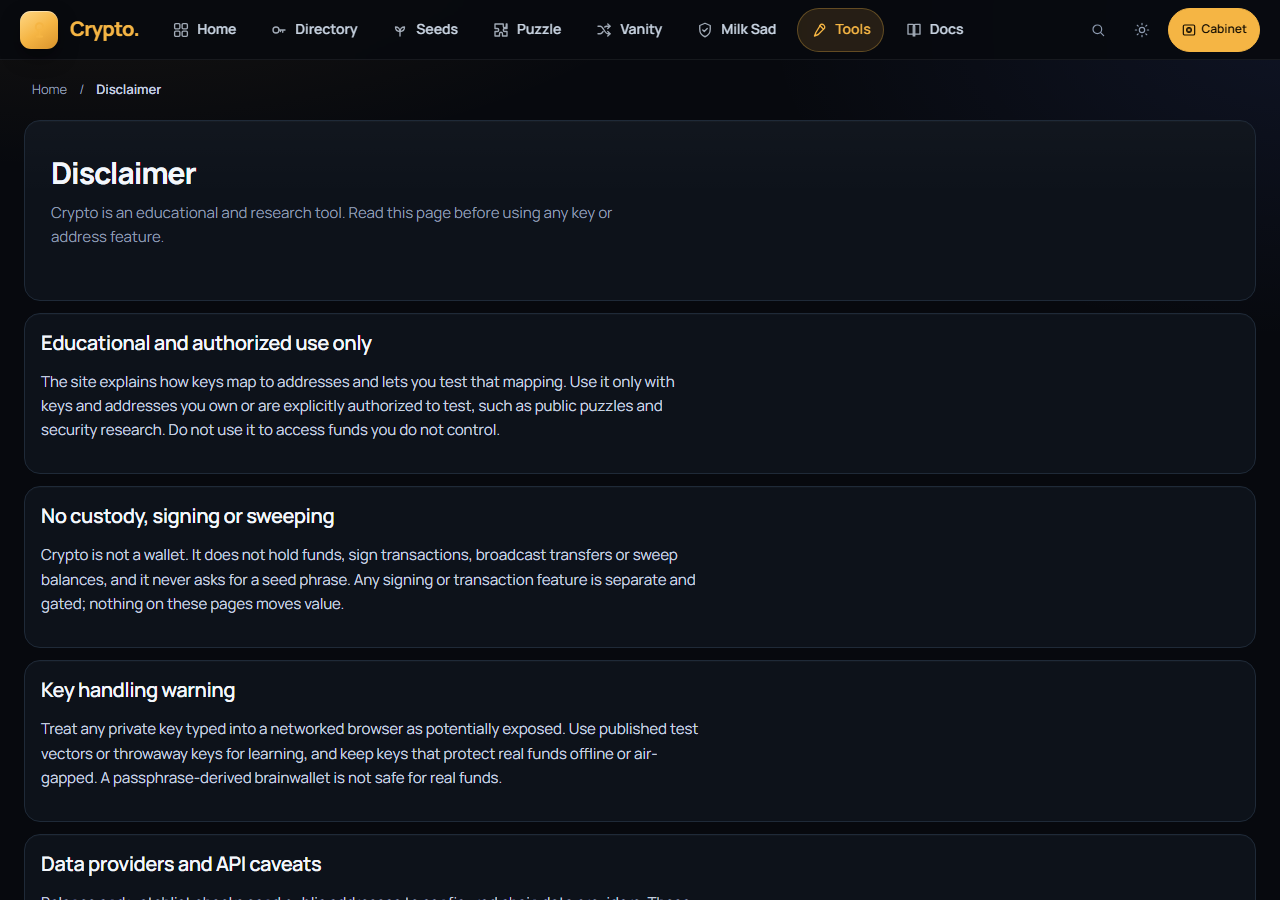 Crypto.
Home
Directory
Seeds
Puzzle
Vanity
Milk Sad
Tools
Docs
Cabinet
Home / Disclaimer
Disclaimer
Crypto is an educational and research tool. Read this page before using any key or
address feature.
Educational and authorized use only
The site explains how keys map to addresses and lets you test that mapping. Use it only with
keys and addresses you own or are explicitly authorized to test, such as public puzzles and
security research. Do not use it to access funds you do not control.
No custody, signing or sweeping
Crypto is not a wallet. It does not hold funds, sign transactions, broadcast transfers or sweep
balances, and it never asks for a seed phrase. Any signing or transaction feature is separate and
gated; nothing on these pages moves value.
Key handling warning
Treat any private key typed into a networked browser as potentially exposed. Use published test
vectors or throwaway keys for learning, and keep keys that protect real funds offline or air-
gapped. A passphrase-derived brainwallet is not safe for real funds.
Data providers and API caveats